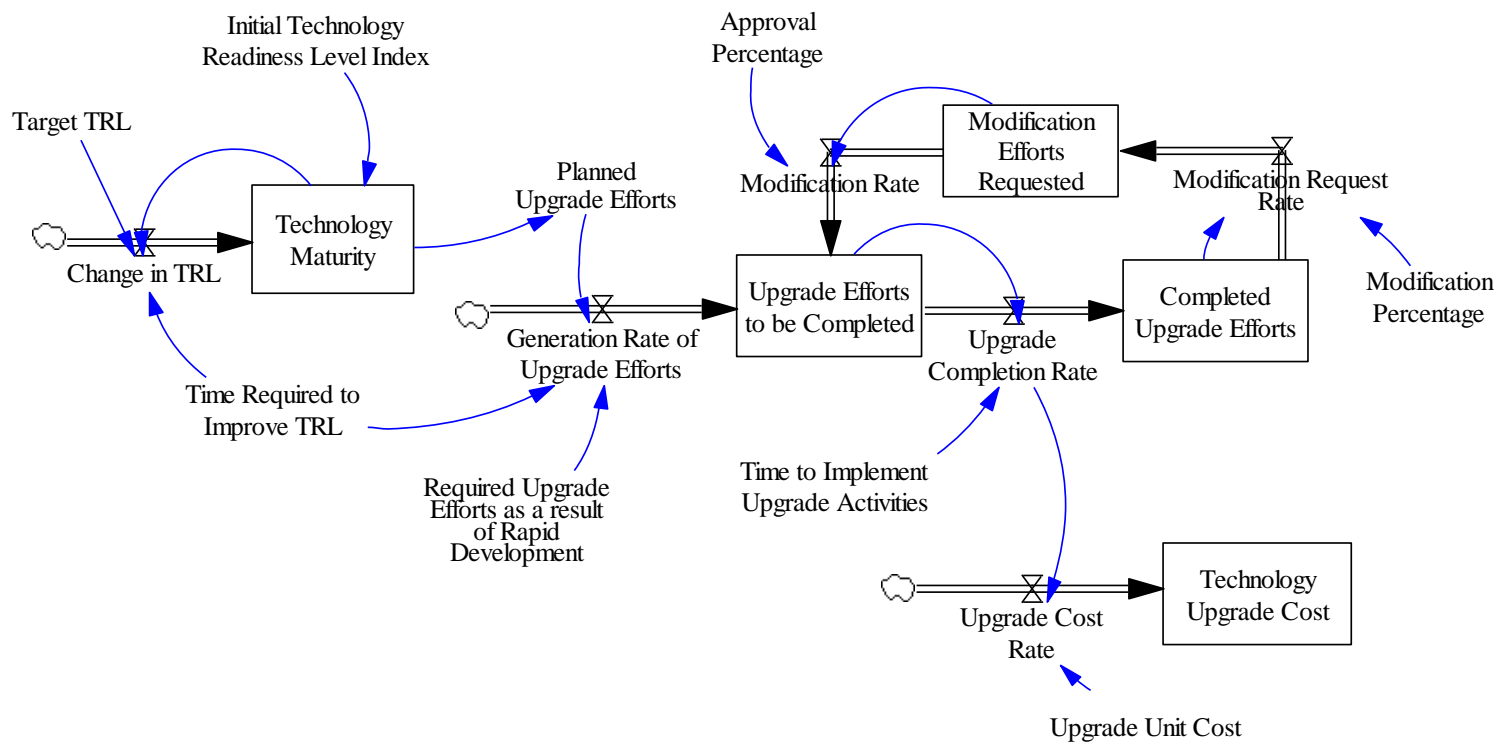 Initial Technology
Readiness Level Index
Approval
Percentage
Target TRL
Modification
Efforts
Requested
Planned
Upgrade Efforts
Modification Rate
Modification Request
Rate
Technology
Maturity
Change in TRL
Upgrade Efforts
to be Completed
Completed
Upgrade Efforts
Modification
Percentage
Generation Rate of
Upgrade Efforts
Upgrade
Completion Rate
Time Required to
Improve TRL
Required Upgrade
Efforts as a result
of Rapid
Development
Time to Implement
Upgrade Activities
Technology
Upgrade Cost
Upgrade Cost
Rate
Upgrade Unit Cost